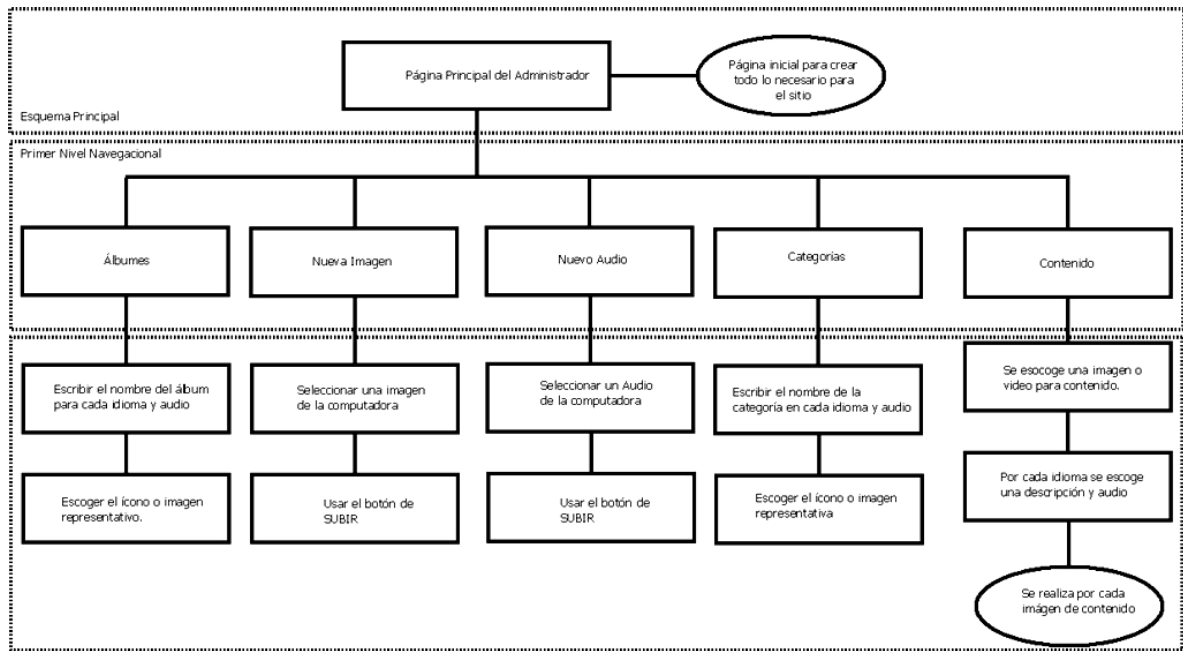 Página Principal del Administrador
Página inicial para crear
todo lo necesario para
el sitio
Esquema Principal
Primer Nivel Navegacional
Álbumes
Nueva Imagen
Nuevo Audio
Categorías
Contenido
Escribir el nombre del álbum
para cada idioma y audio
Seleccionar una imagen
de la computadora
Seleccionar un Audio
de la computadora
Escribir el nombre de la
categoría en cada idioma y audio
Se esocoge una imagen o
video para contenido.
Escoger el ícono o imagen
representativo.
Usar el botón de
SUBIR
Usar el botón de
SUBIR
Escoger el ícono o imagen
representativa
Por cada idioma se escoge
una descripción y audio
Se realiza por cada
imágen de contenido